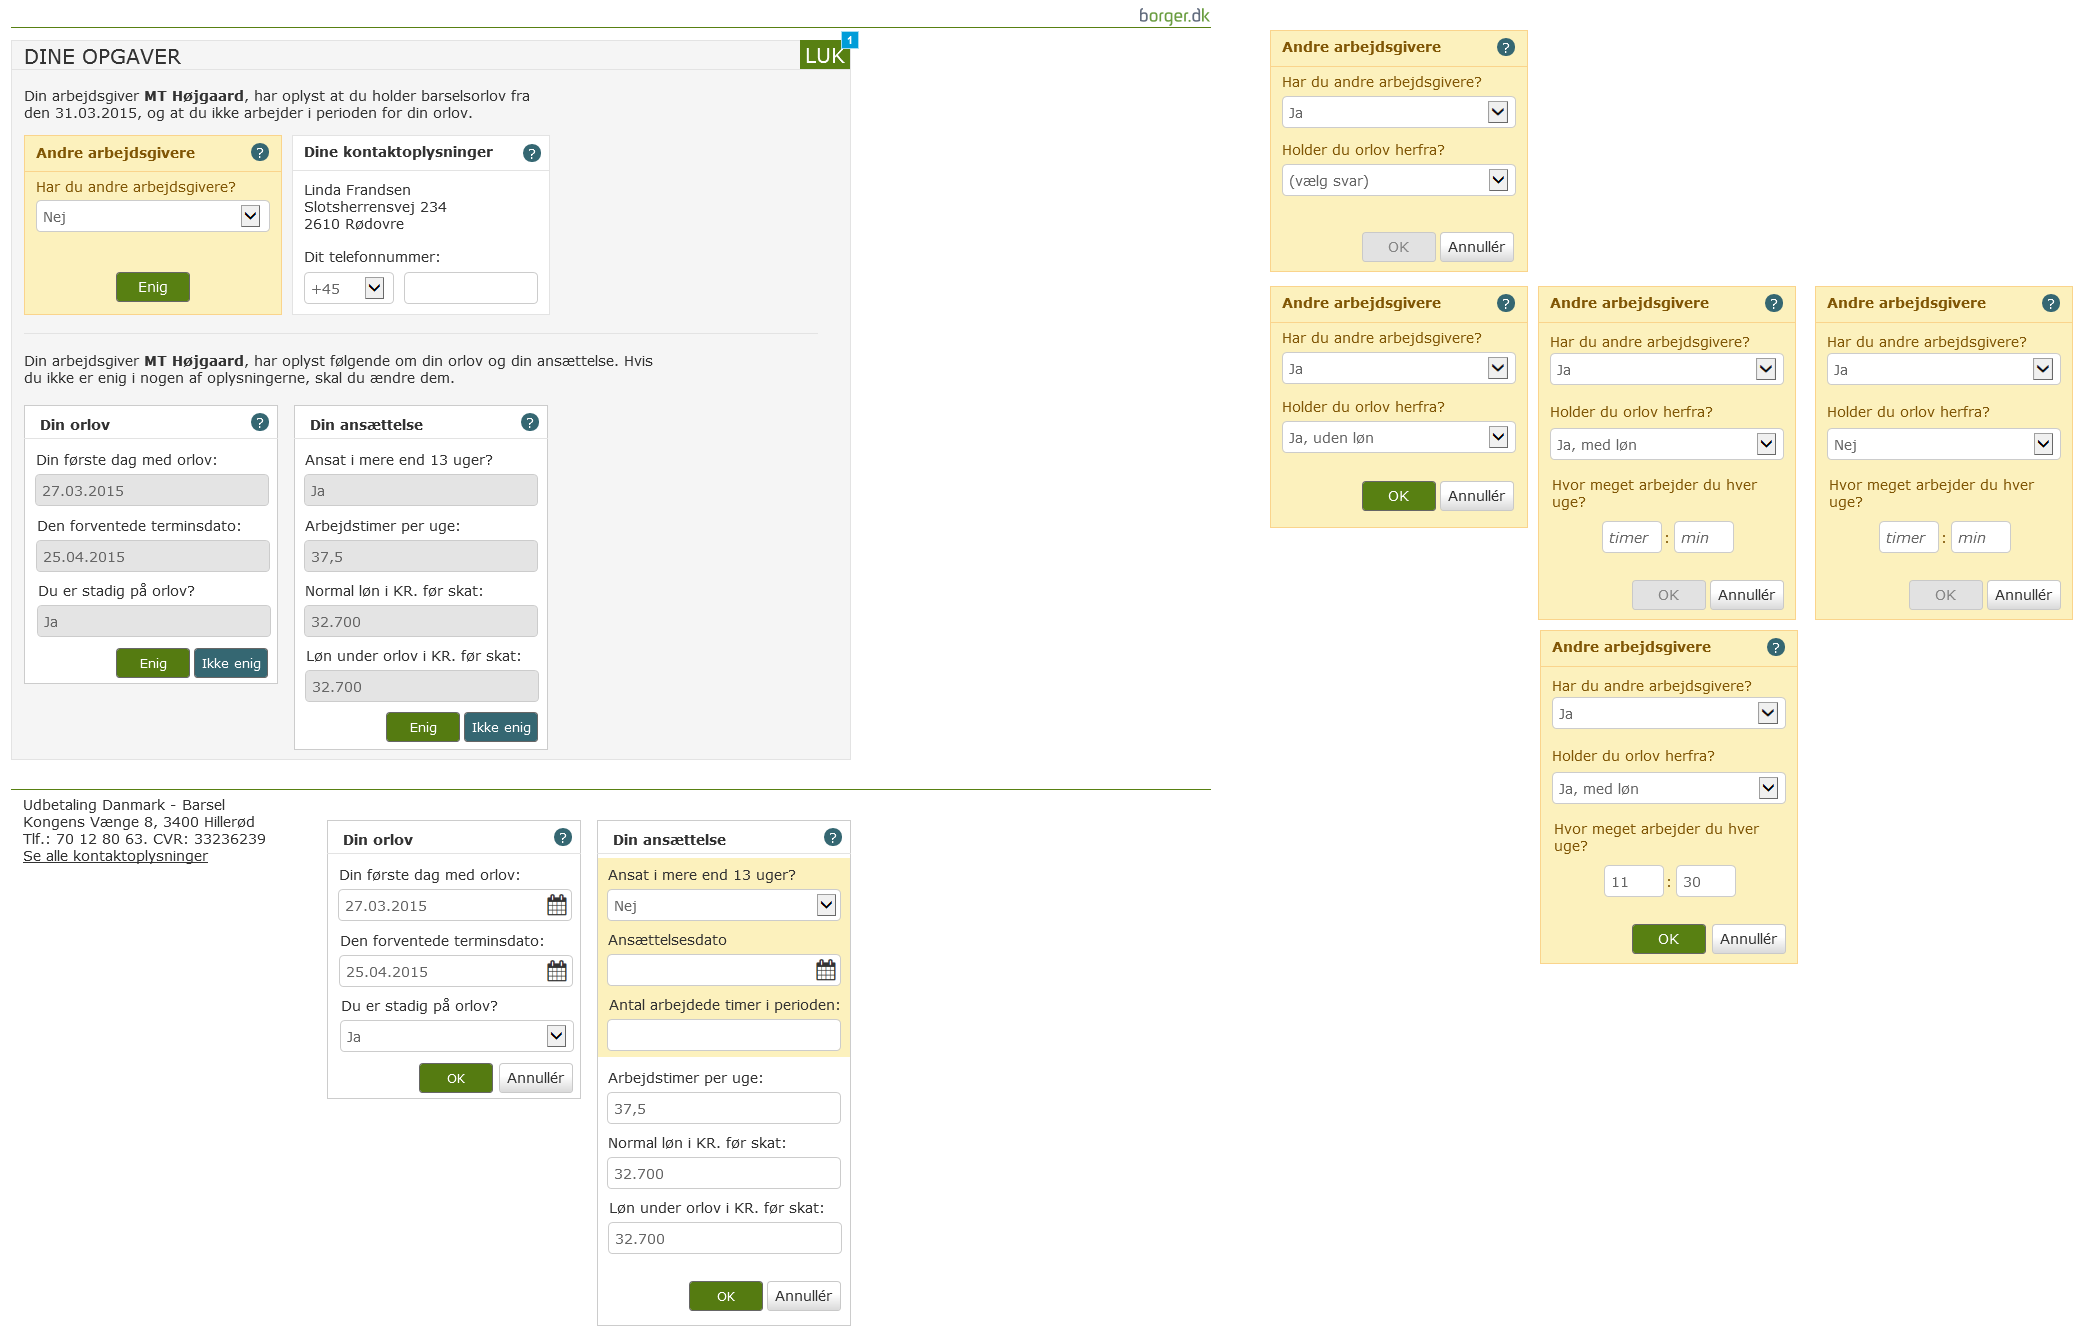 borger.dk
DINE OPGAVER
LUK
1
Din arbejdsgiver MT Højgaard, har oplyst at du holder barselsorlov fra
den 31.03.2015, og at du ikke arbejder i perioden for din orlov.
Andre arbejdsgivere
?
Har du andre arbejdsgivere?
Nej
Enig
Dine kontaktoplysninger
?
Linda Frandsen
Slotsherrensvej 234
2610 Rødovre
Dit telefonnummer:
+45
Din arbejdsgiver MT Højgaard, har oplyst følgende om din orlov og din ansættelse. Hvis
du ikke er enig i nogen af oplysningerne, skal du ændre dem.
Din orlov
?
Din første dag med orlov:
27.03.2015
Den forventede terminsdato:
25.04.2015
Du er stadig på orlov?
Ja
Enig
Ikke enig
Din ansættelse
?
Ansat i mere end 13 uger?
Ja
Arbejdstimer per uge:
37,5
Normal løn i KR. før skat:
32.700
Løn under orlov i KR. før skat:
32.700
Enig
Ikke enig
Udbetaling Danmark - Barsel
Kongens Vænge 8, 3400 Hillerød
Tlf.: 70 12 80 63. CVR: 33236239
Se alle kontaktoplysninger
Din orlov
?
Din første dag med orlov:
27.03.2015
Den forventede terminsdato:
25.04.2015
Du er stadig på orlov?
Ja
OK
Annullér
Din ansættelse
?
Ansat i mere end 13 uger?
Nej
Ansættelsesdato
Antal arbejdede timer i perioden:
Arbejdstimer per uge:
37,5
Normal løn i KR. før skat:
32.700
Løn under orlov i KR. før skat:
32.700
OK
Annullér
Andre arbejdsgivere
?
Har du andre arbejdsgivere?
Ja
Holder du orlov herfra?
(vælg svar)
OK
Annullér
Andre arbejdsgivere
?
Har du andre arbejdsgivere?
Ja
Holder du orlov herfra?
Ja, uden løn
OK
Annullér
Andre arbejdsgivere
?
Har du andre arbejdsgivere?
Ja
Holder du orlov herfra?
Ja, med løn
Hvor meget arbejder du hver
uge?
timer : min
OK
Annullér
Andre arbejdsgivere
?
Har du andre arbejdsgivere?
Ja
Holder du orlov herfra?
Nej
Hvor meget arbejder du hver
uge?
timer : min
OK
Annullér
Andre arbejdsgivere
?
Har du andre arbejdsgivere?
Ja
Holder du orlov herfra?
Ja, med løn
Hvor meget arbejder du hver
uge?
11 : 30
OK
Annullér